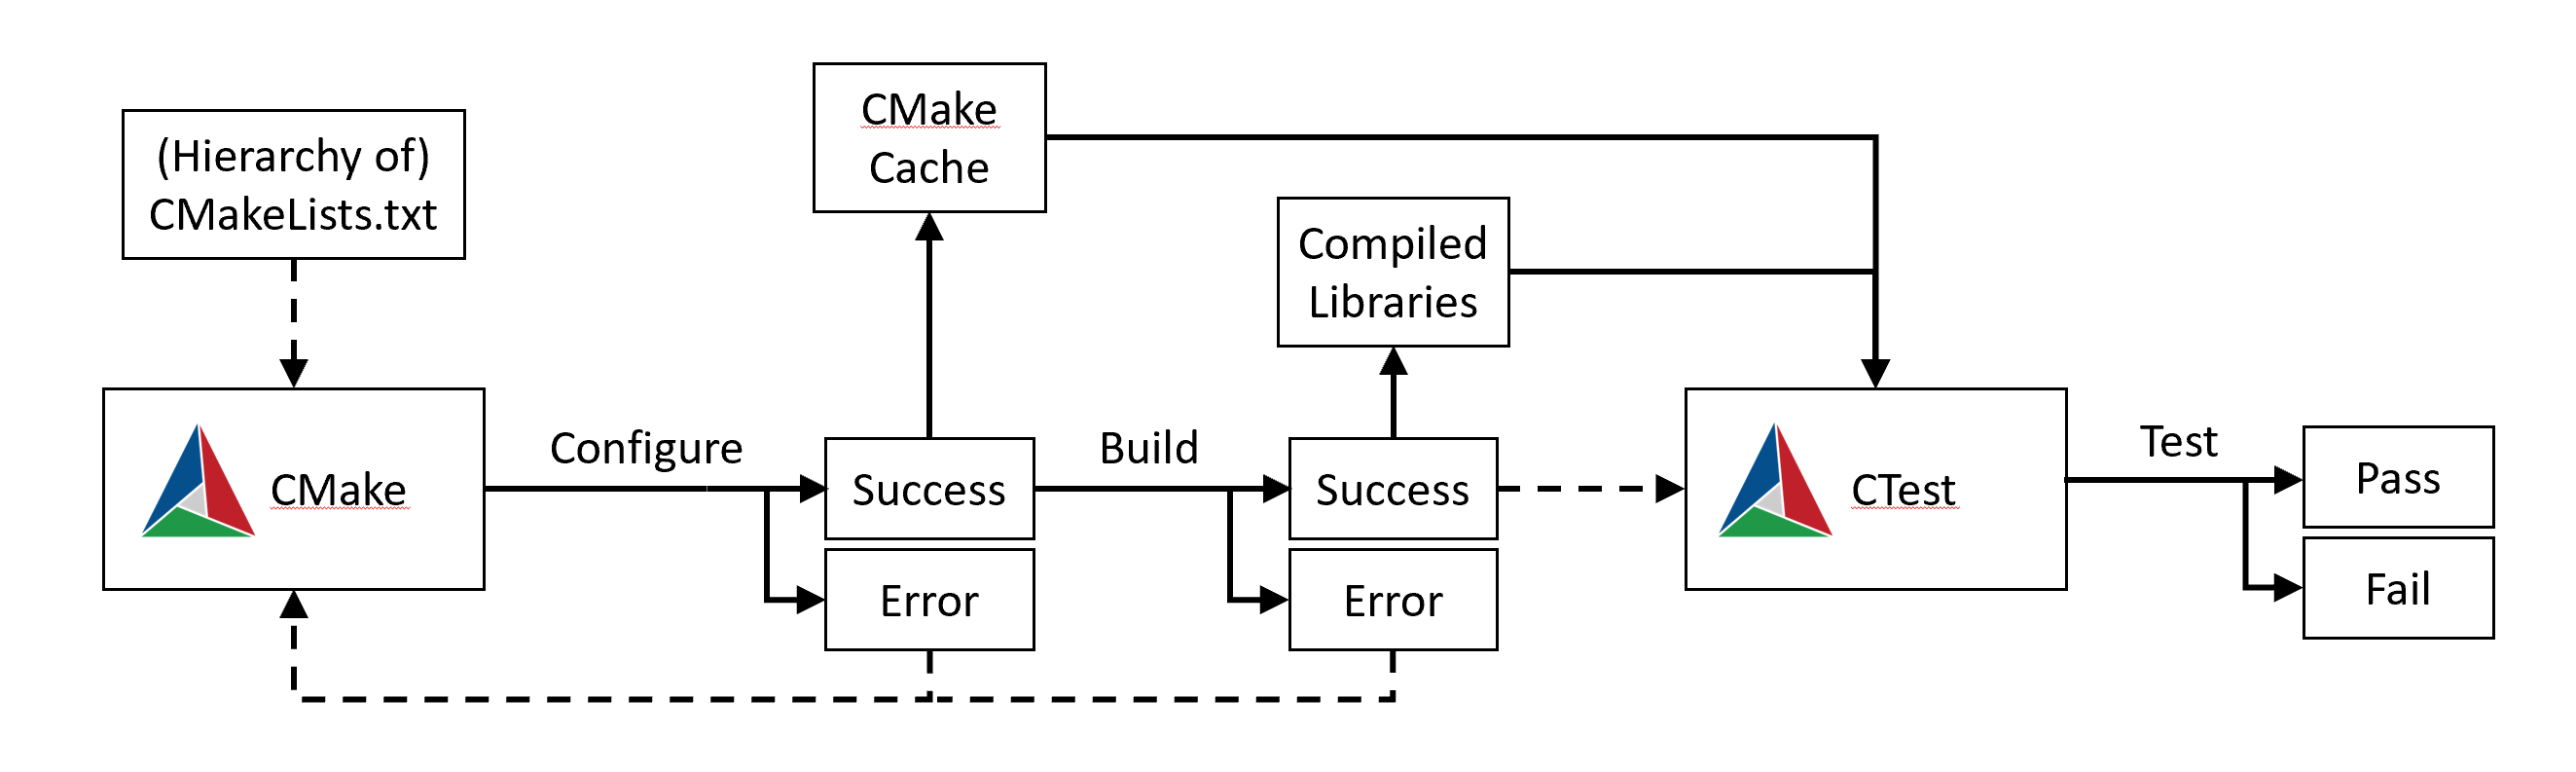 (Hierarchy of)
CMakeLists.txt
CMake
Configure
CMake
Cache
Success
Error
Build
Compiled
Libraries
Success
Error
CTest
Test
Pass
Fail